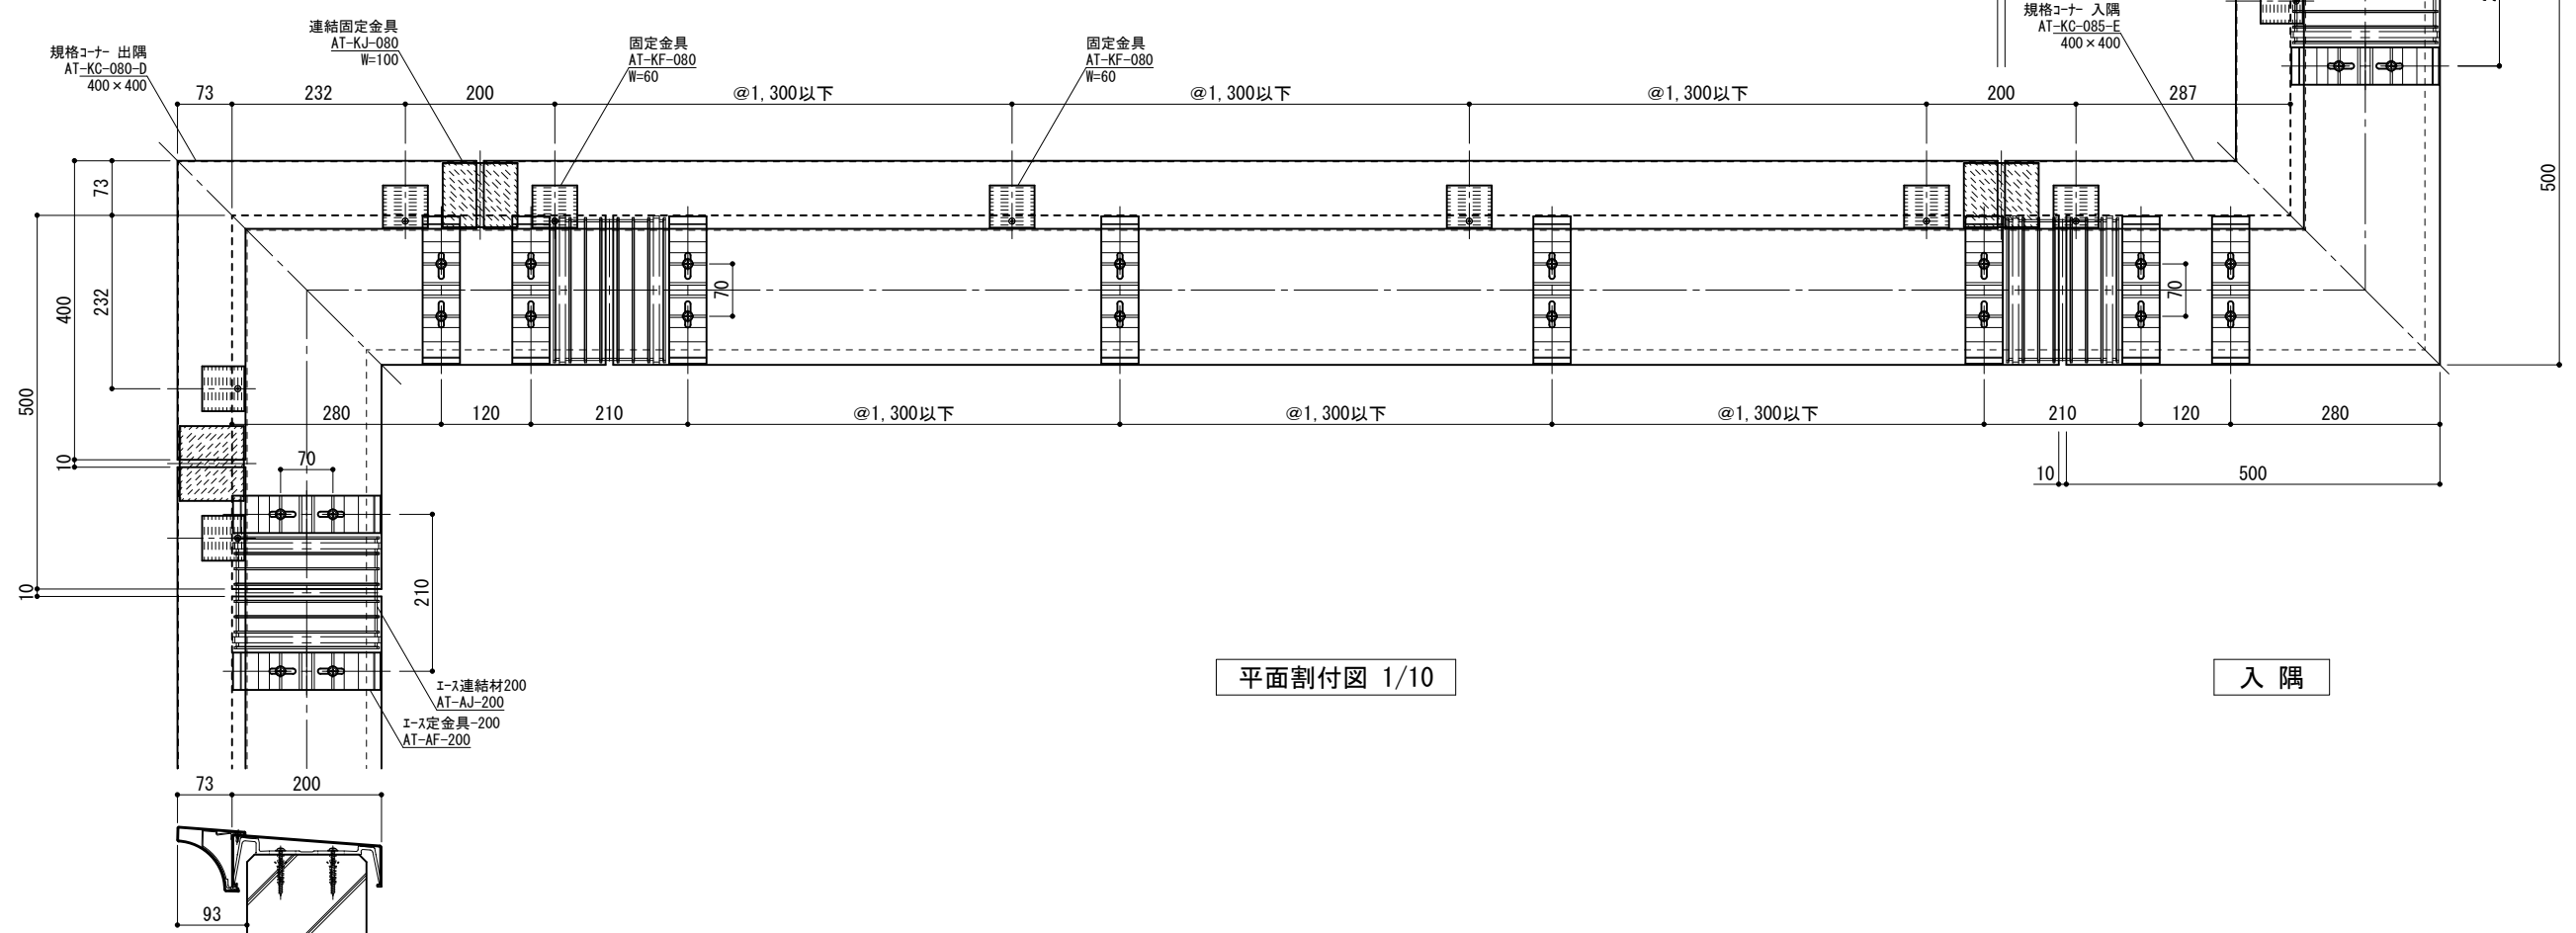 連結固定金具
AT-KJ-080
W=100
規格ｺｰﾅｰ 出隅
AT-KC-080-D
400×400
固定金具
AT-KF-080
W=60
固定金具
AT-KF-080
W=60
規格ｺｰﾅｰ 入隅
AT-KC-085-E
400×400
73
232
200
@1,300以下
@1,300以下
@1,300以下
200
287
73
232
400
10
500
10
500
70
70
280
120
210
@1,300以下
@1,300以下
@1,300以下
210
120
280
10
500
70
210
ｴｰｽ連結材200
AT-AJ-200
ｴｰｽ定金具-200
AT-AF-200
平面割付図 1/10
入 隅
73
200
93